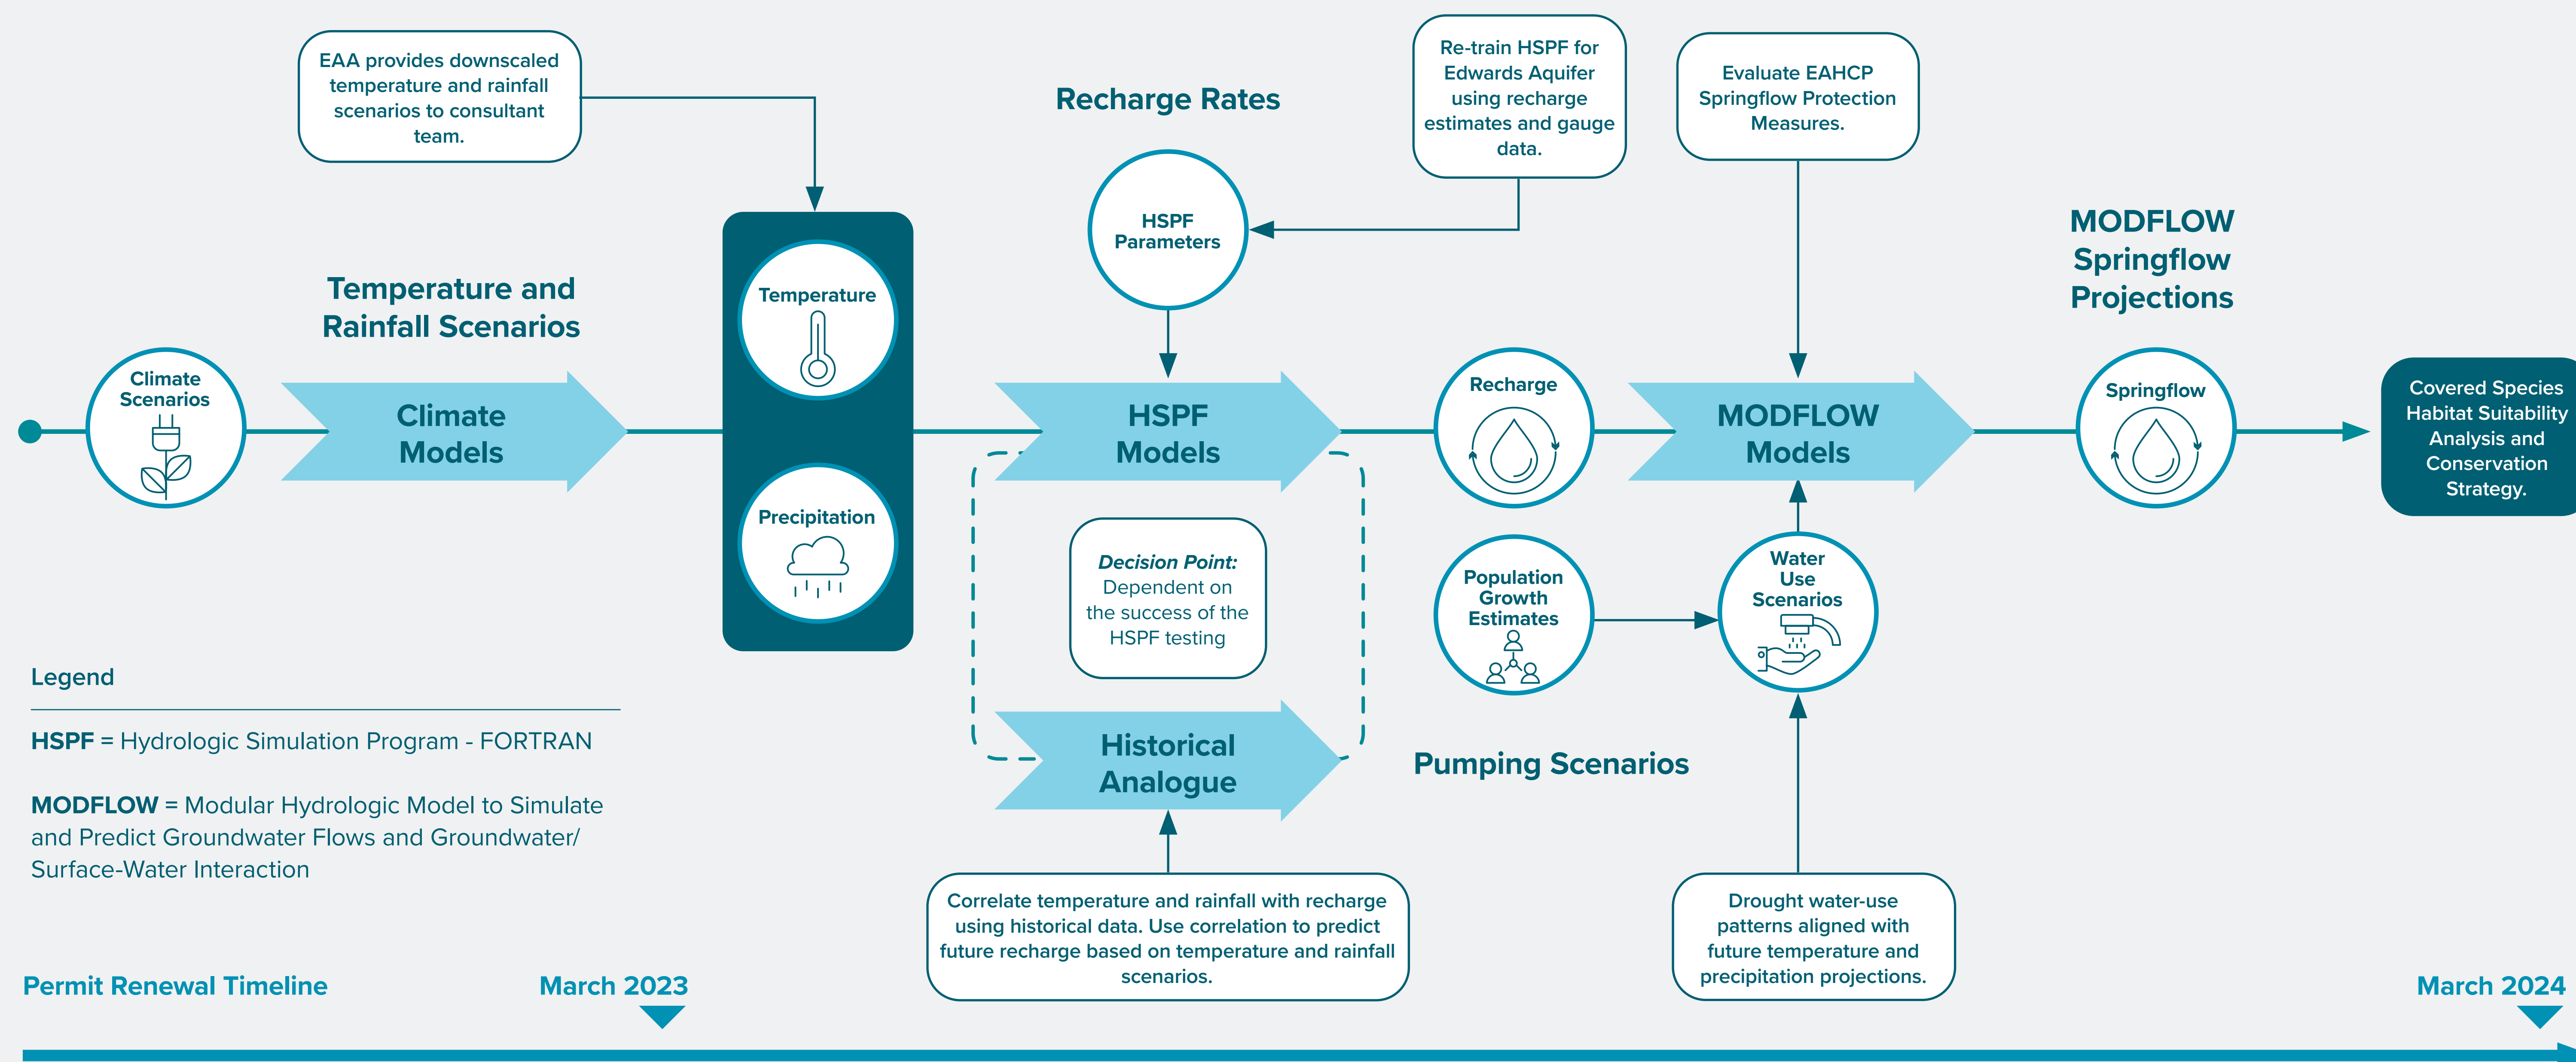 EAA provides downscaled
temperature and rainfall
scenarios to consultant
team.
Recharge Rates
Re-train HSPF for
Edwards Aquifer
using recharge
estimates and gauge
data.
Evaluate EAHCP
Springflow Protection
Measures.
HSPF
Parameters
MODFLOW
Springflow
Projections
Temperature and
Rainfall Scenarios
Climate
Scenarios
Climate
Models
Temperature
Precipitation
HSPF
Models
Recharge
MODFLOW
Models
Springflow
Covered Species
Habitat Suitability
Analysis and
Conservation
Strategy.
Decision Point:
Dependent on
the success of the
HSPF testing
Population
Growth
Estimates
Water
Use
Scenarios
Historical
Analogue
Pumping Scenarios
Legend
HSPF = Hydrologic Simulation Program - FORTRAN
MODFLOW = Modular Hydrologic Model to Simulate
and Predict Groundwater Flows and Groundwater/
Surface-Water Interaction
Correlate temperature and rainfall with recharge
using historical data. Use correlation to predict
future recharge based on temperature and rainfall
scenarios.
Drought water-use
patterns aligned with
future temperature and
precipitation projections.
Permit Renewal Timeline
March 2023
March 2024